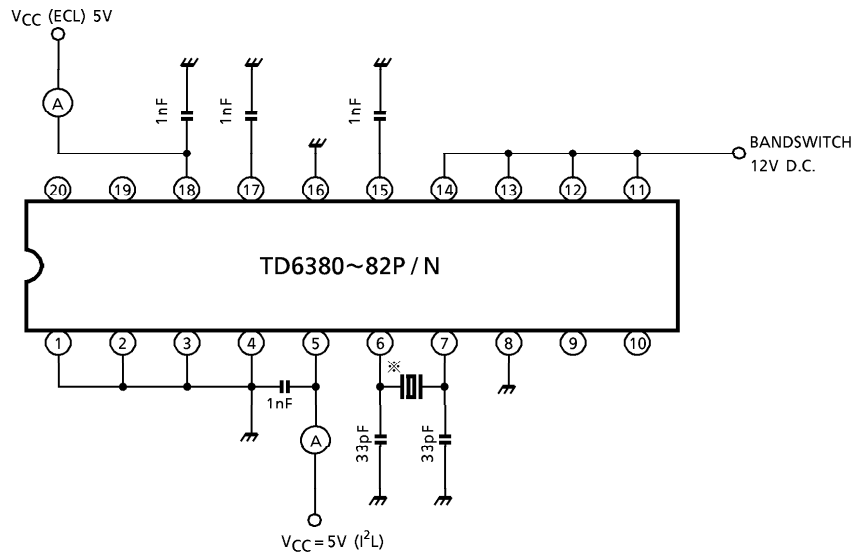 VCC (ECL) 5V
A
1nF
1nF
1nF
BANDSWITCH
12V D.C.
20 19 18 17 16 15 14 13 12 11
TD6380~82P / N
1 2 3 4 5 6 7 8 9 10
※
1nF
A
33pF
33pF
VCC = 5V (I²L)